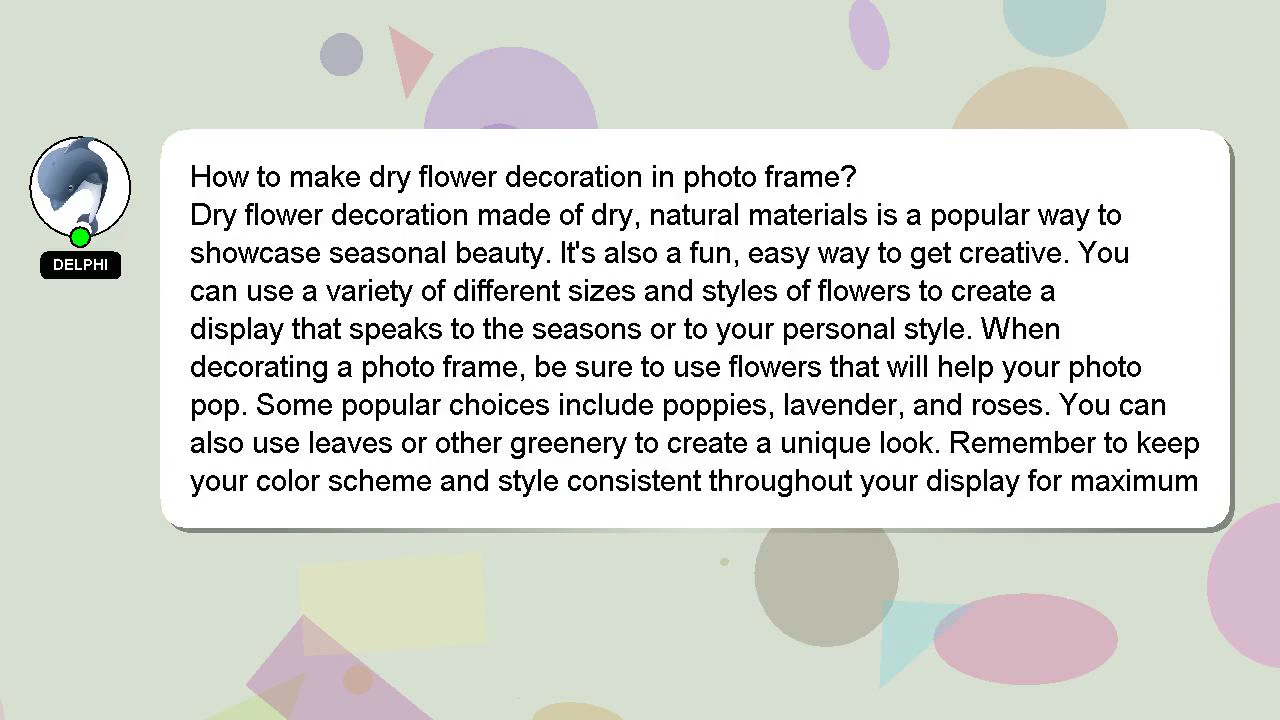 How to make dry flower decoration in photo frame?
Dry flower decoration made of dry, natural materials is a popular way to
showcase seasonal beauty. It's also a fun, easy way to get creative. You
can use a variety of different sizes and styles of flowers to create a
display that speaks to the seasons or to your personal style. When
decorating a photo frame, be sure to use flowers that will help your photo
pop. Some popular choices include poppies, lavender, and roses. You can
also use leaves or other greenery to create a unique look. Remember to keep
your color scheme and style consistent throughout your display for maximum
DELPHI